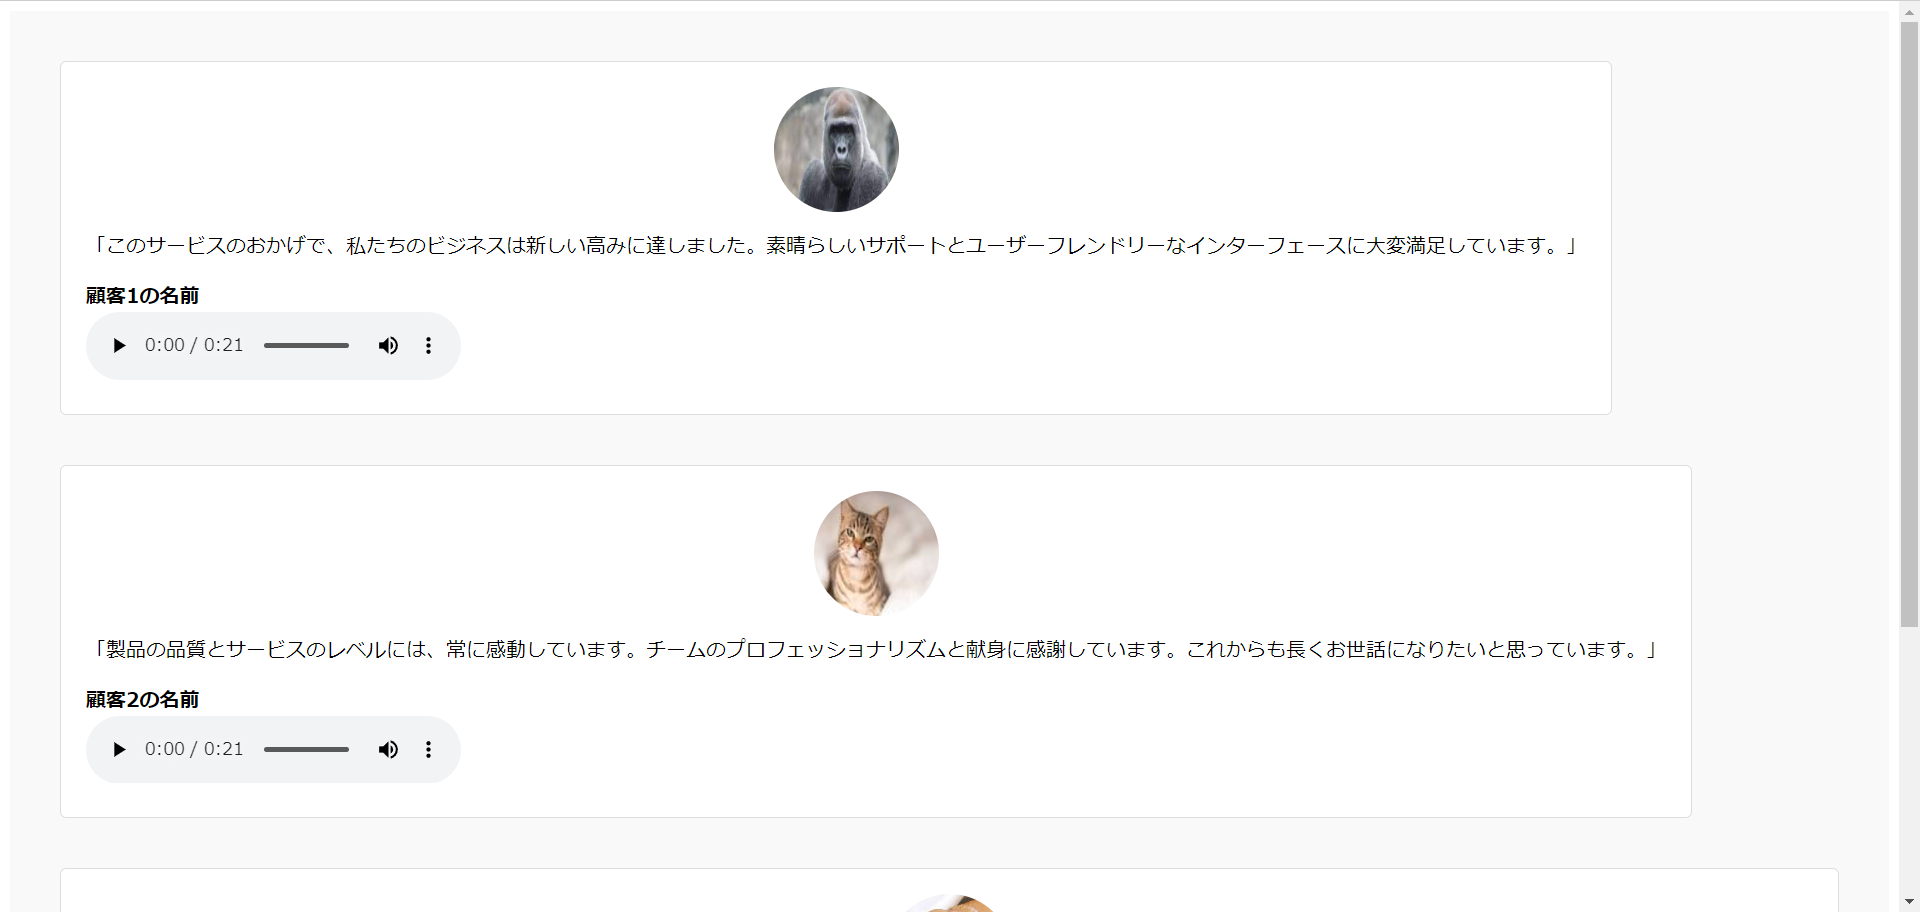 「このサービスのおかげで、私たちのビジネスは新しい高みに達しました。素晴らしいサポートとユーザーフレンドリーなインターフェースに大変満足しています。」
顧客1の名前
0:00 / 0:21
「製品の品質とサービスのレベルには、常に感動しています。チームのプロフェッショナリズムと献身に感謝しています。これからも長くお世話になりたいと思っています。」
顧客2の名前
0:00 / 0:21